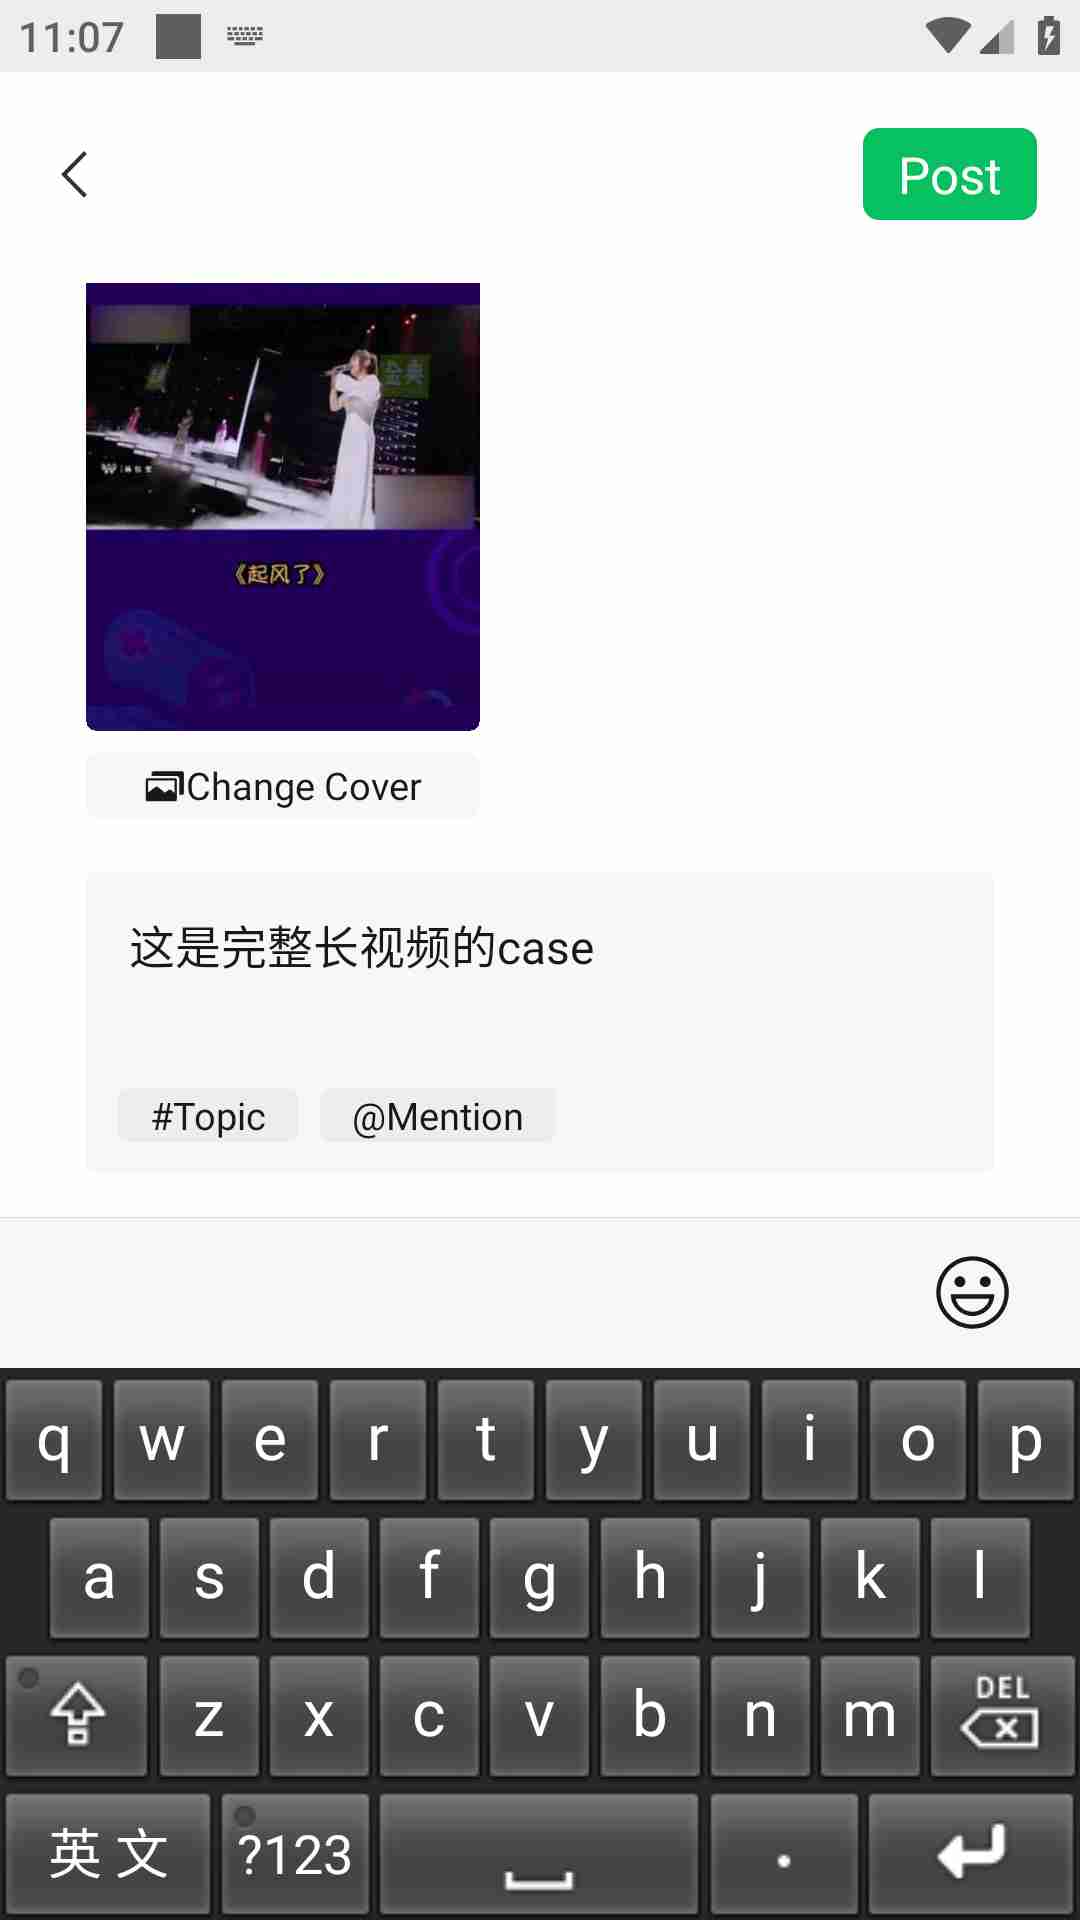 11:07
Post
金典
《起风了》
Change Cover
这是完整长视频的case
#Topic @Mention
q w e r t y u i o p
a s d f g h j k l
z x c v b n m DEL
英文 ?123 .